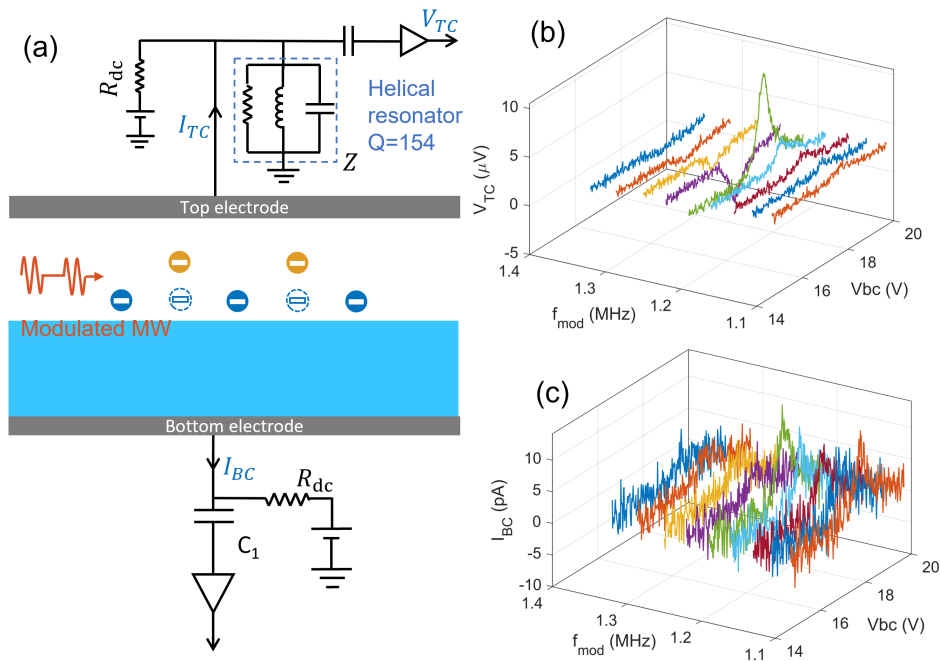 (a)
V_TC
R_dc
I_TC
Helical
resonator
Q=154
Z
Top electrode
Modulated MW
Bottom electrode
I_BC
R_dc
C_1
(b)
10
5
0
-5
V_TC (μV)
1.4
1.3
1.2
1.1
f_mod (MHz)
14
16
18
20
Vbc (V)
(c)
10
5
0
-5
-10
I_BC (pA)
1.4
1.3
1.2
1.1
f_mod (MHz)
14
16
18
20
Vbc (V)